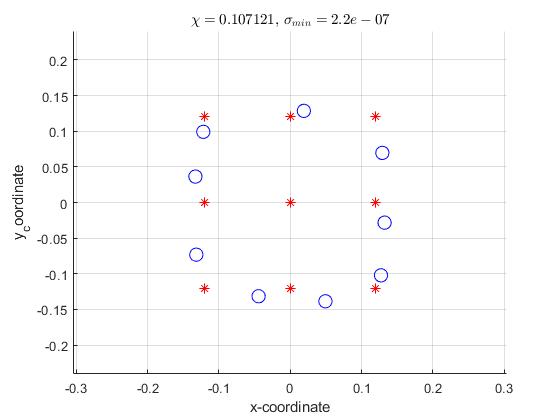 χ = 0.107121, σ_min = 2.2e − 07
0.2
0.15
0.1
0.05
0
-0.05
-0.1
-0.15
-0.2
y_coordinate
-0.3 -0.2 -0.1 0 0.1 0.2 0.3
x-coordinate